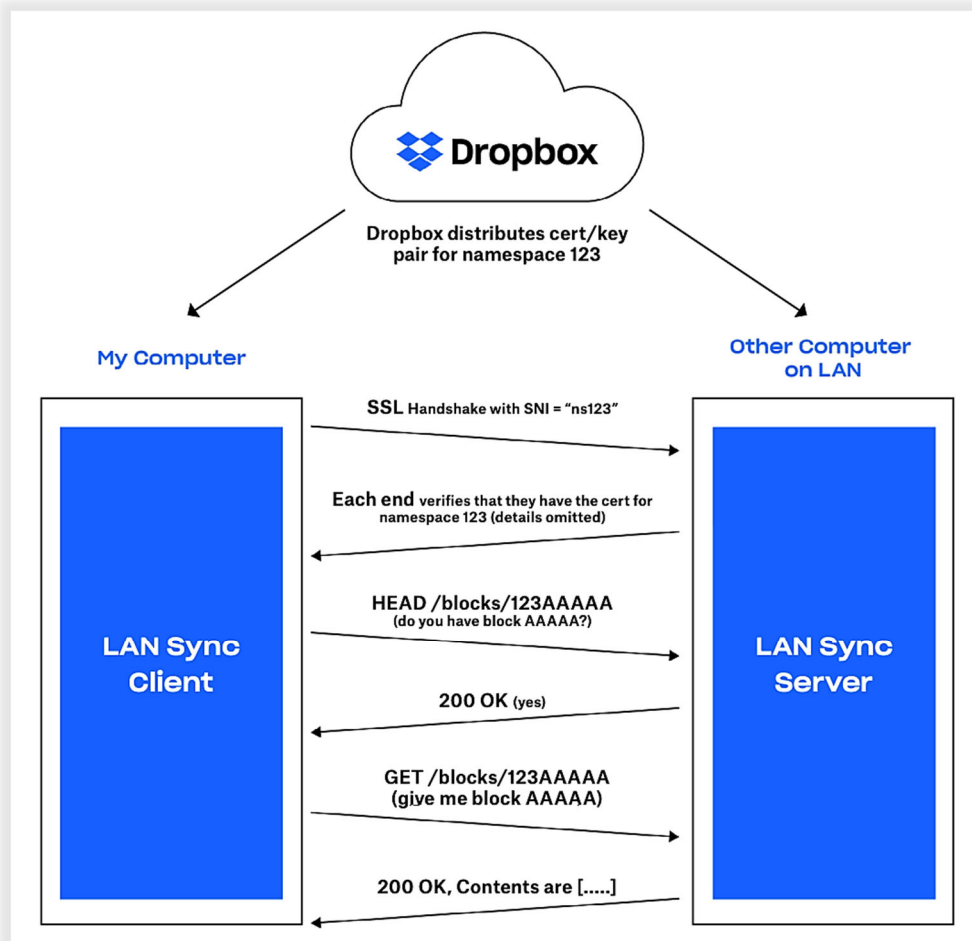 Dropbox
Dropbox distributes cert/key
pair for namespace 123
My Computer
Other Computer
on LAN
SSL Handshake with SNI = “ns123”
Each end verifies that they have the cert for
namespace 123 (details omitted)
HEAD /blocks/123AAAAA
(do you have block AAAAA?)
LAN Sync
Client
LAN Sync
Server
200 OK (yes)
GET /blocks/123AAAAA
(give me block AAAAA)
200 OK, Contents are [.....]